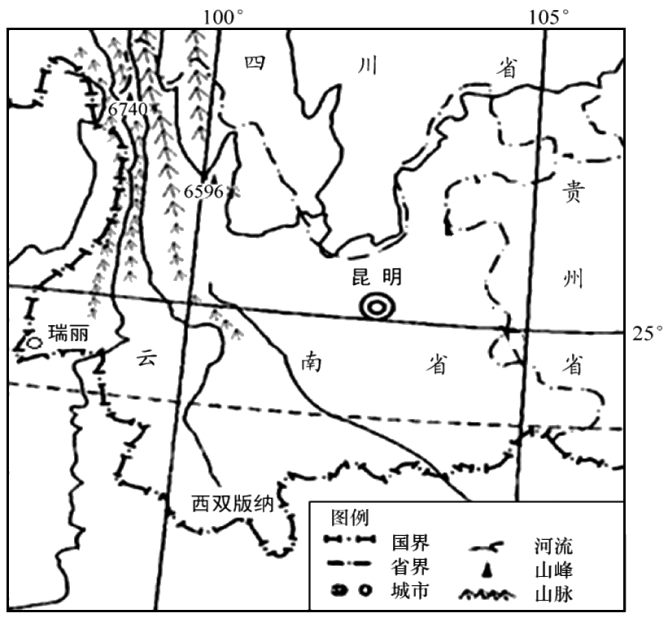 100°
105°
四川省
6740
6596
贵州省
昆明
25°
瑞丽
云南省
西双版纳
图例
国界
河流
省界
山峰
城市
山脉